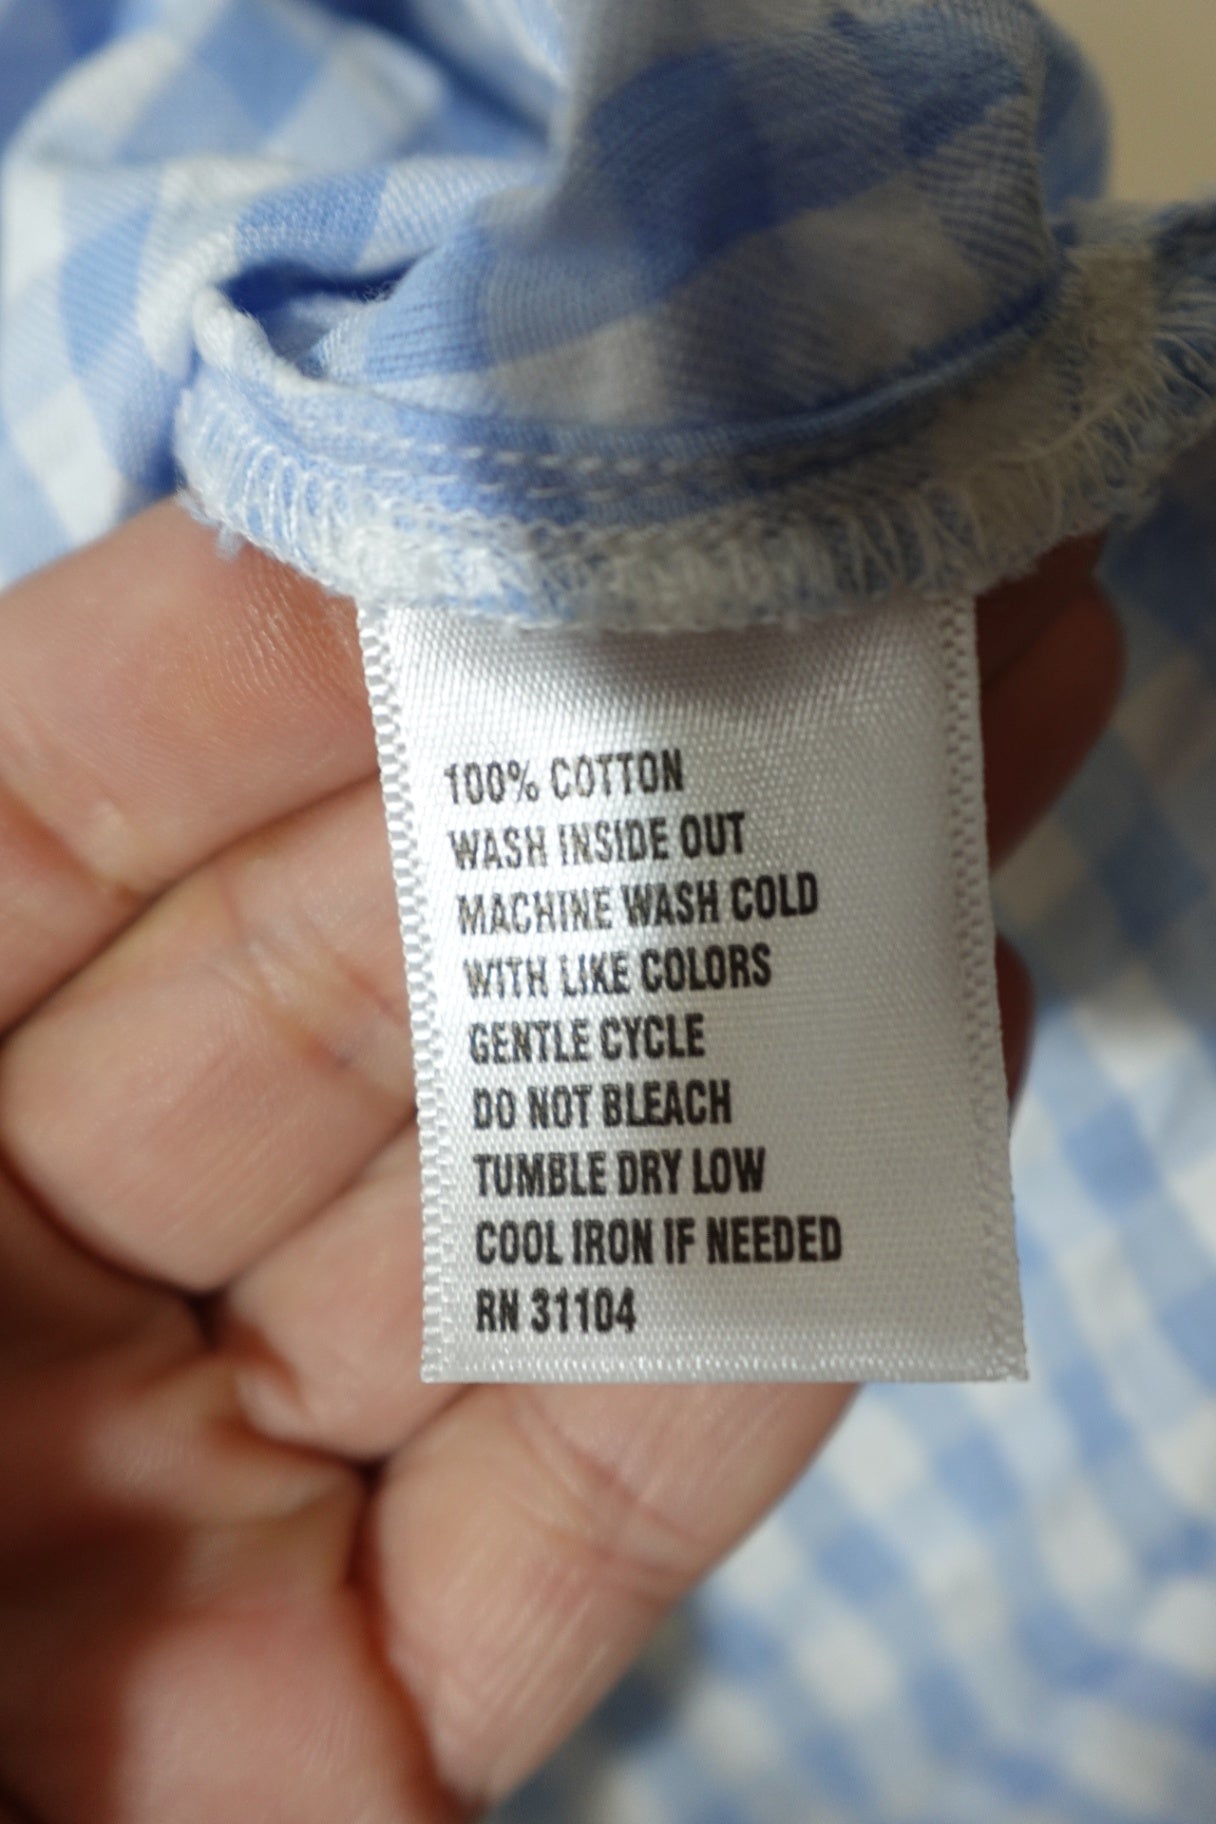 100% COTTON
WASH INSIDE OUT
MACHINE WASH COLD
WITH LIKE COLORS
GENTLE CYCLE
DO NOT BLEACH
TUMBLE DRY LOW
COOL IRON IF NEEDED
RN 31104